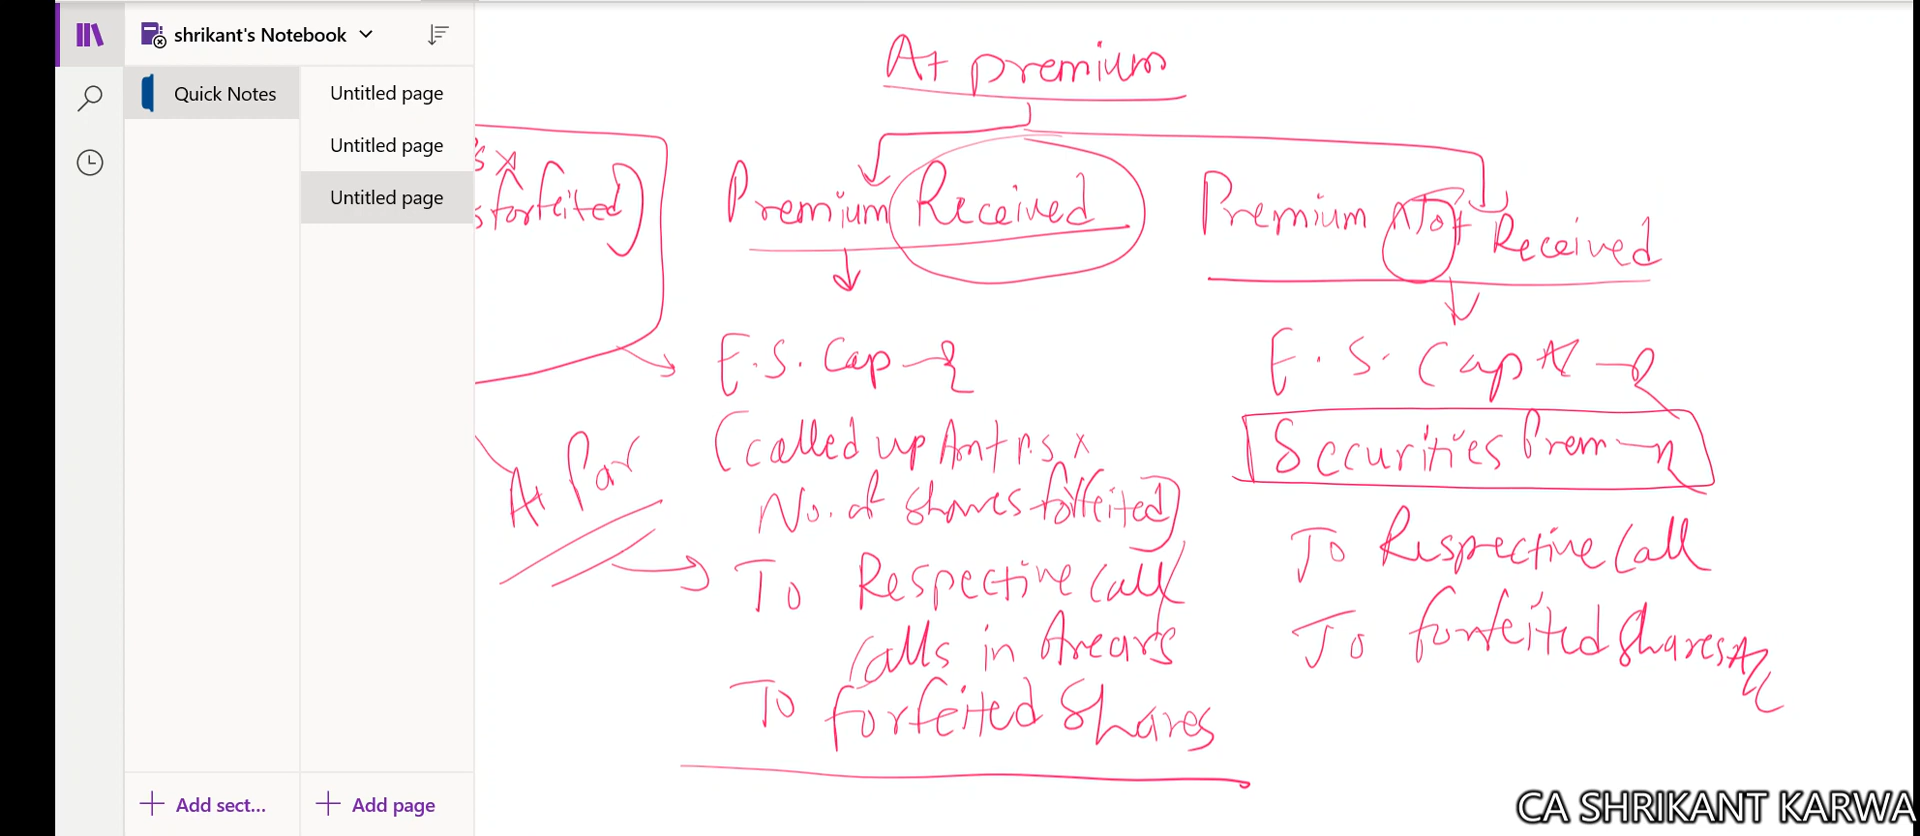 shrikant's Notebook
Quick Notes
Untitled page
Untitled page
Untitled page
Add sect...
Add page
At premium
forfeited)
At Par
Premium Received
E.S. Cap
(called up Amt P.S x
No. of shares forfeited)
To Respective Call/
Calls in Arears
To forfeited Shares
Premium Not Received
E.S. Cap A/c
Securities Prem
To Respective Call
To forfeited Shares A/c
CA SHRIKANT KARWA